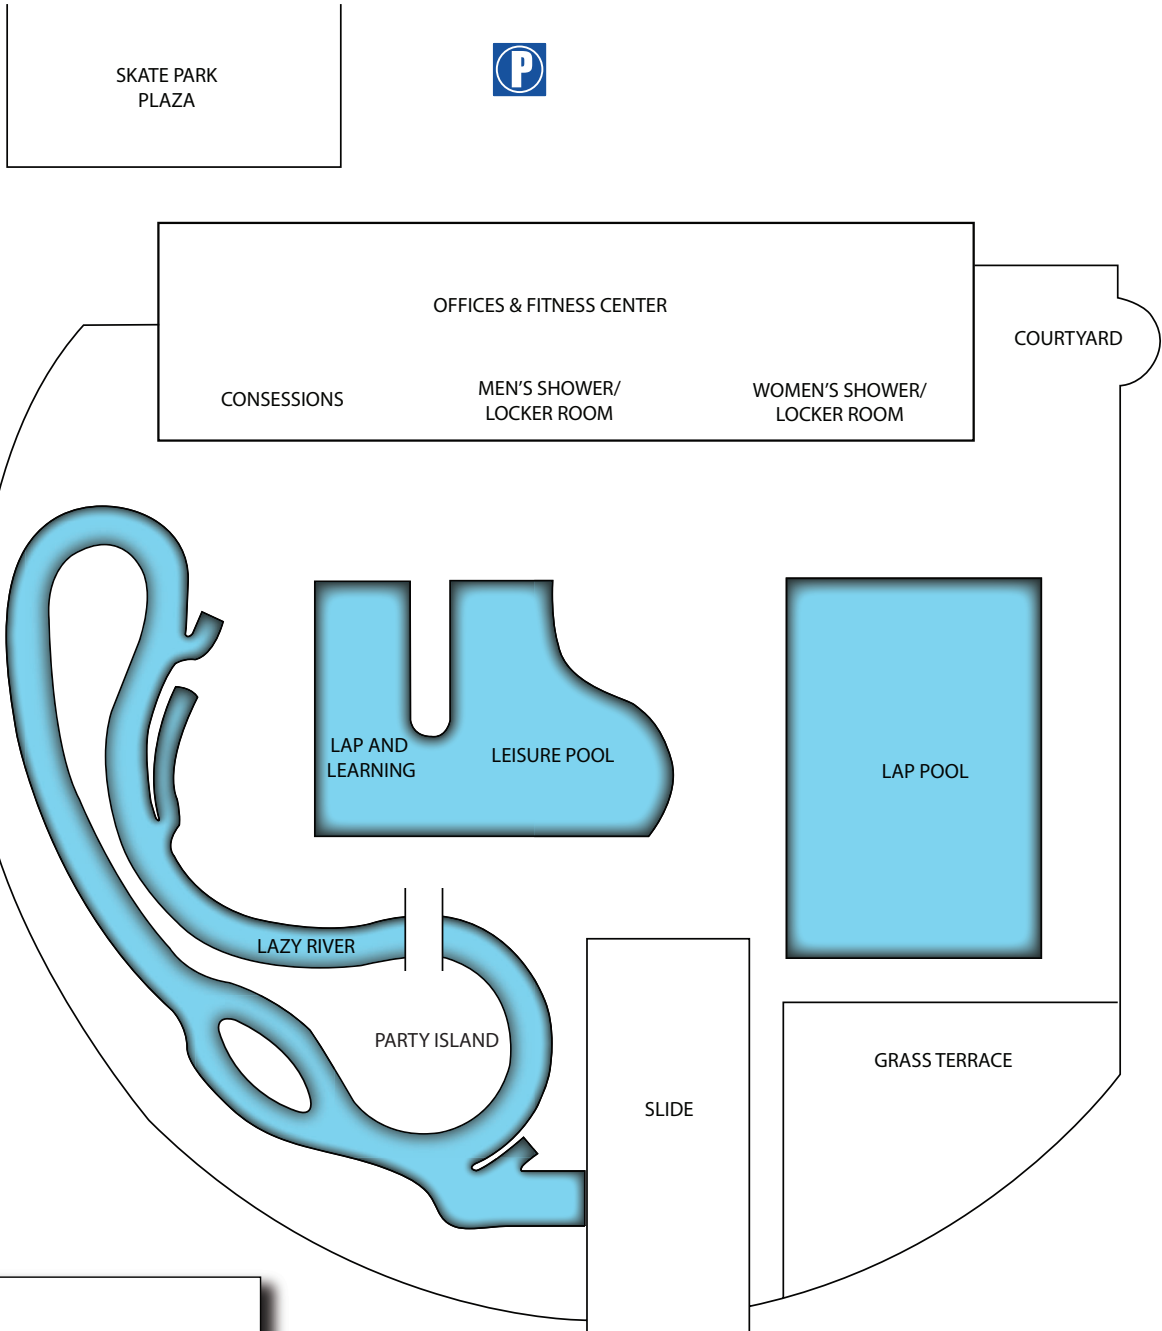 SKATE PARK
PLAZA
P
OFFICES & FITNESS CENTER
COURTYARD
CONSESSIONS
MEN'S SHOWER/
LOCKER ROOM
WOMEN'S SHOWER/
LOCKER ROOM
LAP AND
LEARNING
LEISURE POOL
LAP POOL
LAZY RIVER
PARTY ISLAND
GRASS TERRACE
SLIDE